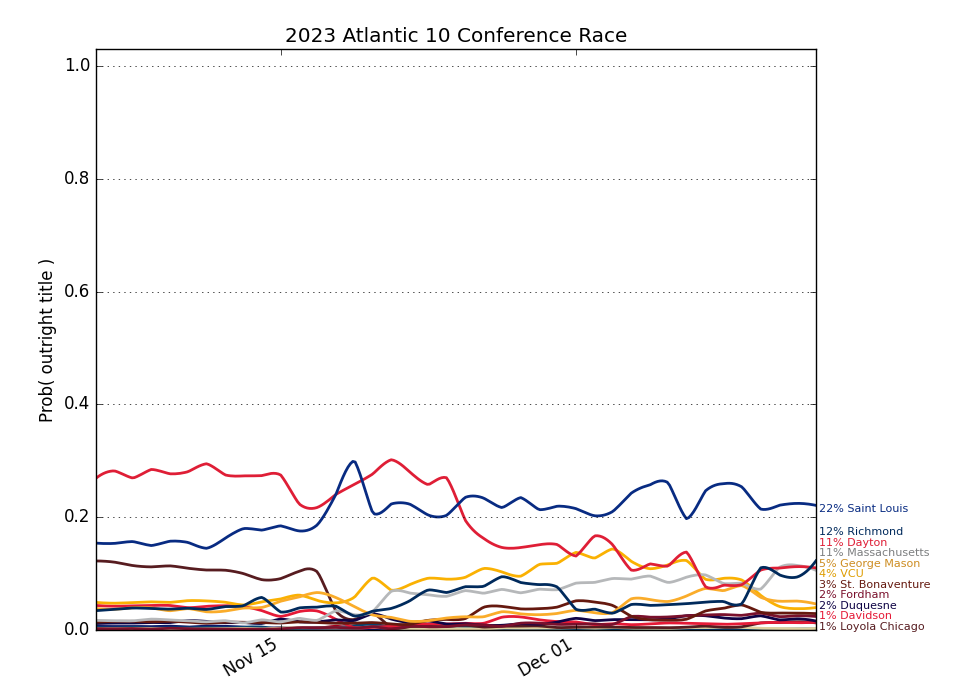 2023 Atlantic 10 Conference Race
Prob( outright title )
1.0
0.8
0.6
0.4
0.2
0.0
Nov 15
Dec 01
22% Saint Louis
12% Richmond
11% Dayton
11% Massachusetts
5% George Mason
4% VCU
3% St. Bonaventure
2% Fordham
2% Duquesne
1% Davidson
1% Loyola Chicago